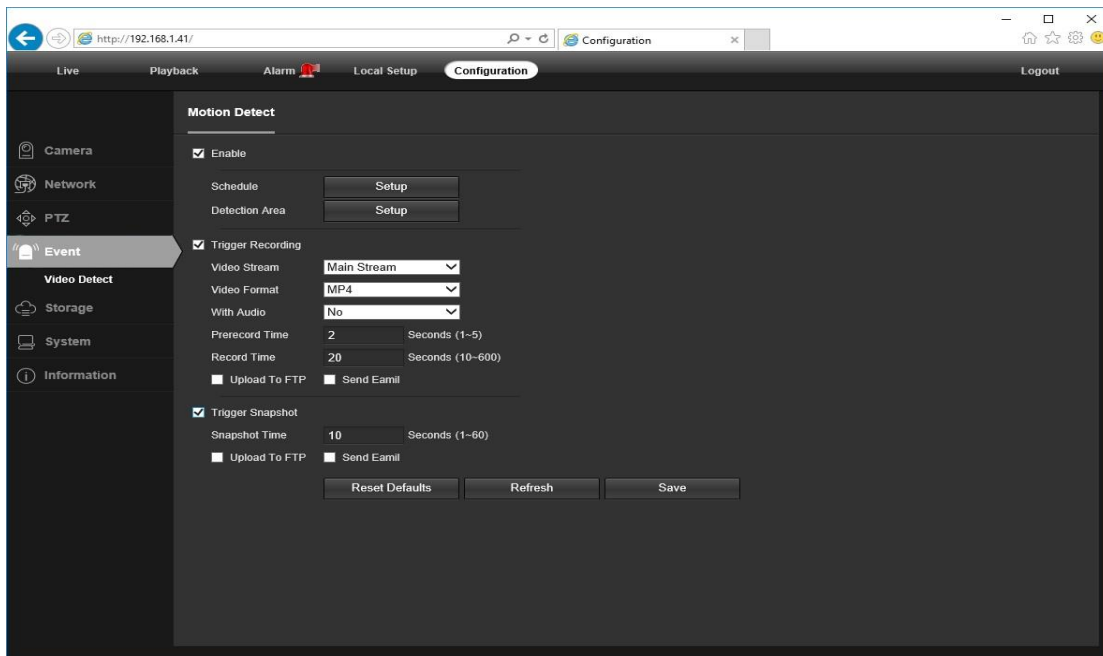 http://192.168.1.41/
Configuration
Live Playback Alarm Local Setup Configuration Logout
Motion Detect
Camera
Network
PTZ
Event
Video Detect
Storage
System
Information
Enable
Schedule Setup
Detection Area Setup
Trigger Recording
Video Stream Main Stream
Video Format MP4
With Audio No
Prerecord Time 2 Seconds (1~5)
Record Time 20 Seconds (10~600)
Upload To FTP Send Eamil
Trigger Snapshot
Snapshot Time 10 Seconds (1~60)
Upload To FTP Send Eamil
Reset Defaults Refresh Save